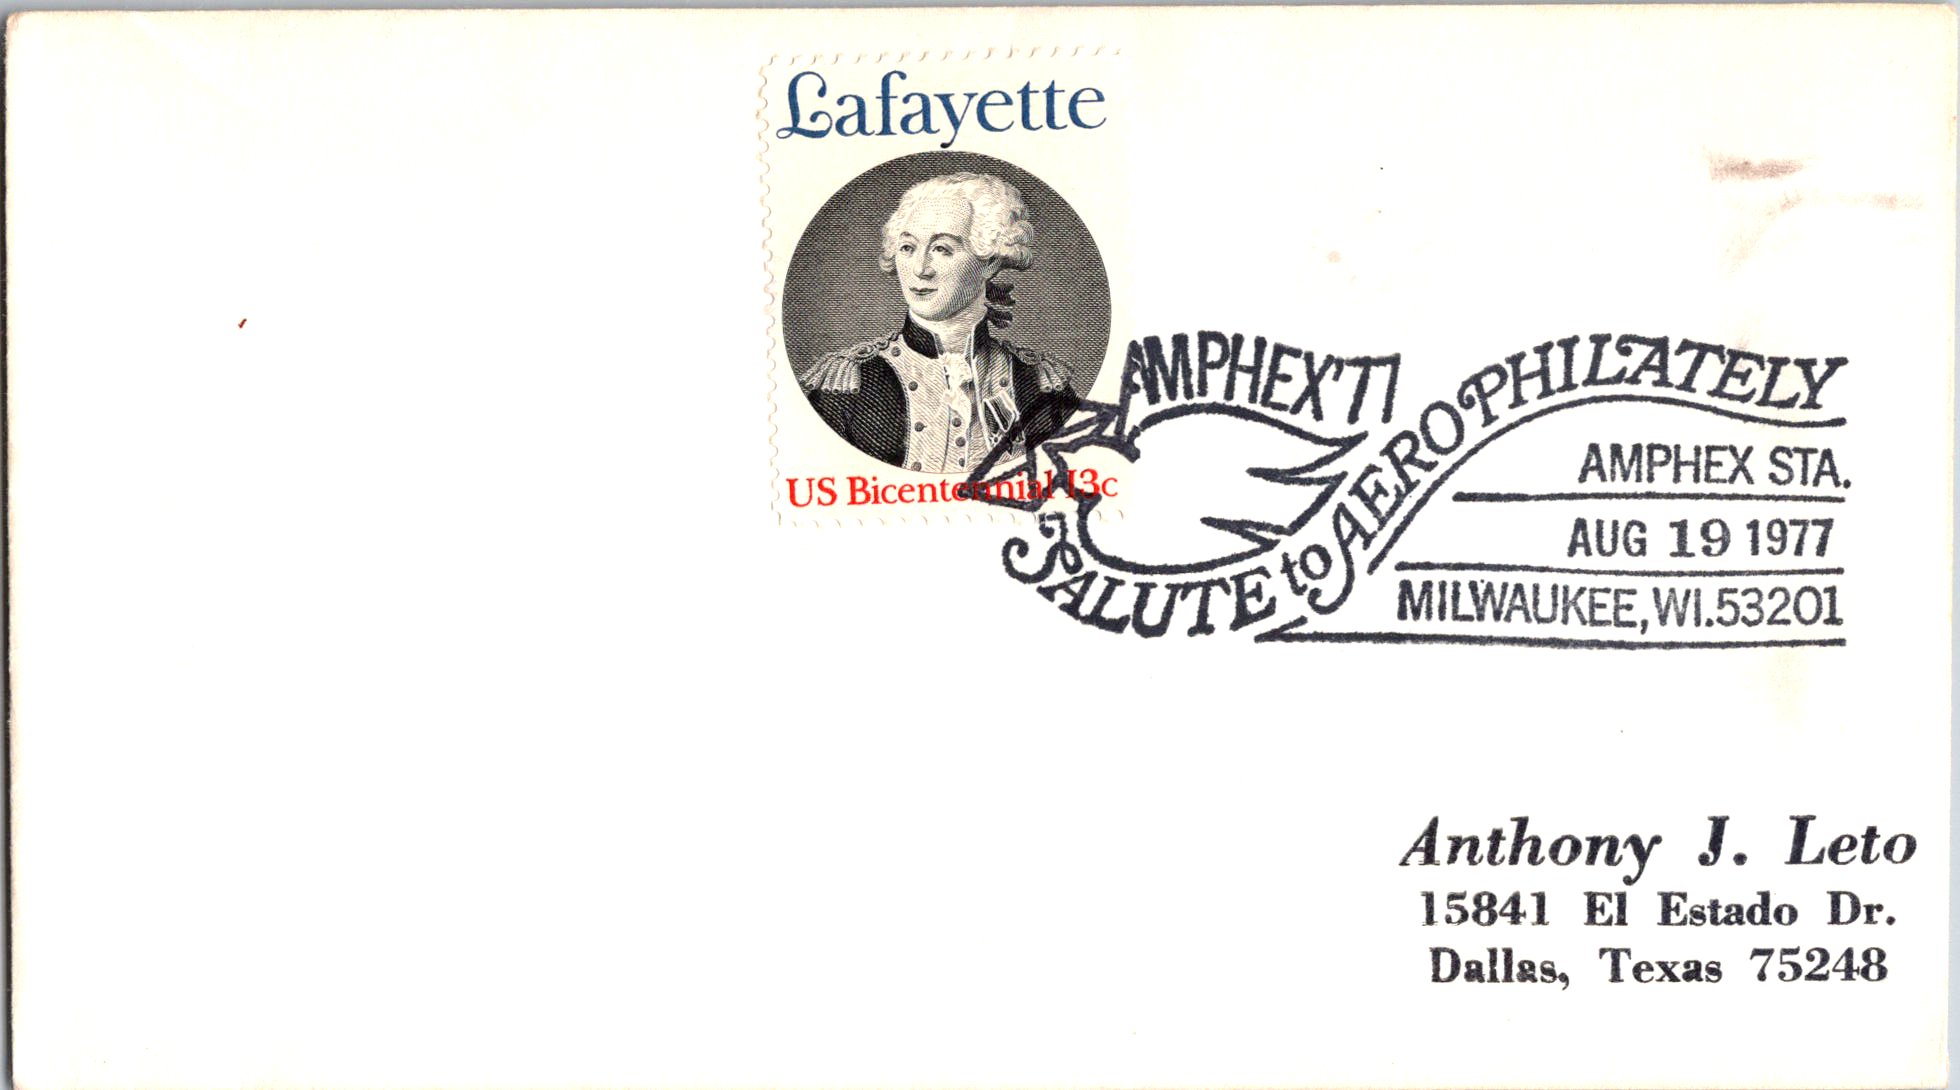 Lafayette
US Bicentennial 13c
AMPHEX '77
SALUTE to AEROPHILATELY
AMPHEX STA.
AUG 19 1977
MILWAUKEE, WI. 53201
Anthony J. Leto
15841 El Estado Dr.
Dallas, Texas 75248